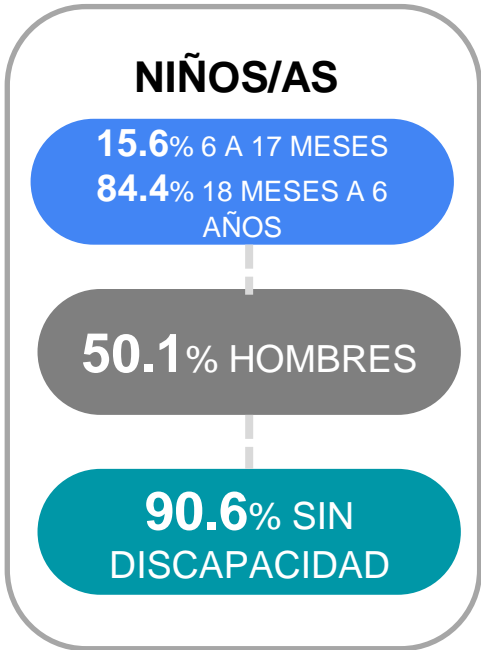 NIÑOS/AS
15.6% 6 A 17 MESES
84.4% 18 MESES A 6
AÑOS
50.1% HOMBRES
90.6% SIN
DISCAPACIDAD